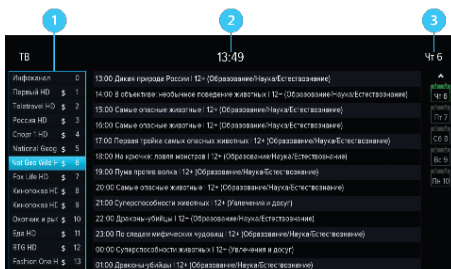 1 2 3
ТВ 13:49 Чт 6
Инфоканал 0
Первый HD $ 1
Teletravel HD $ 2
Россия HD $ 3
Спорт 1 HD $ 4
National Geog $ 5
Nat Geo Wild H $ 6
Fox Life HD $ 7
Кинопоказ HD $ 8
Кинопоказ HD $ 9
Охотник и рыб $ 10
Еда HD $ 11
RTG HD $ 12
Fashion One H $ 13
13:00 Дикая природа России | 12+ (Образование/Наука/Естествознание)
14:00 В объективе: необычное поведение животных | 12+ (Образование/Наука/Естествознание)
15:00 Самые опасные животные | 12+ (Образование/Наука/Естествознание)
16:00 Самые опасные животные | 12+ (Образование/Наука/Естествознание)
17:00 Первая тройка самых опасных животных | 12+ (Образование/Наука/Естествознание)
18:00 На крючке: ловля монстров | 12+ (Образование/Наука/Естествознание)
19:00 Пума против волка | 12+ (Образование/Наука/Естествознание)
20:00 Самые опасные животные | 12+ (Образование/Наука/Естествознание)
21:00 Суперспособности животных | 12+ (Увлечения и досуг)
22:00 Драконы-убийцы | 12+ (Образование/Наука/Естествознание)
23:00 По следам мифических чудовищ | 12+ (Образование/Наука/Естествознание)
00:00 Суперспособности животных | 12+ (Увлечения и досуг)
01:00 Драконы-убийцы | 12+ (Образование/Наука/Естествознание)
Чт 6
Пт 7
Сб 8
Вс 9
Пн 10